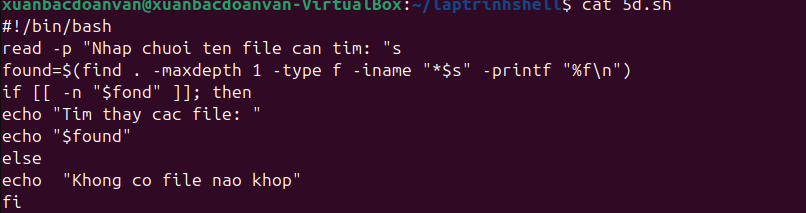 xuanbacdoanvan@xuanbacdoanvan-VirtualBox:~/laptrinhshell$ cat 5d.sh
#!/bin/bash
read -p "Nhap chuoi ten file can tim: "s
found=$(find . -maxdepth 1 -type f -iname "*$s" -printf "%f\n")
if [[ -n "$fond" ]]; then
echo "Tim thay cac file: "
echo "$found"
else
echo  "Khong co file nao khop"
fi